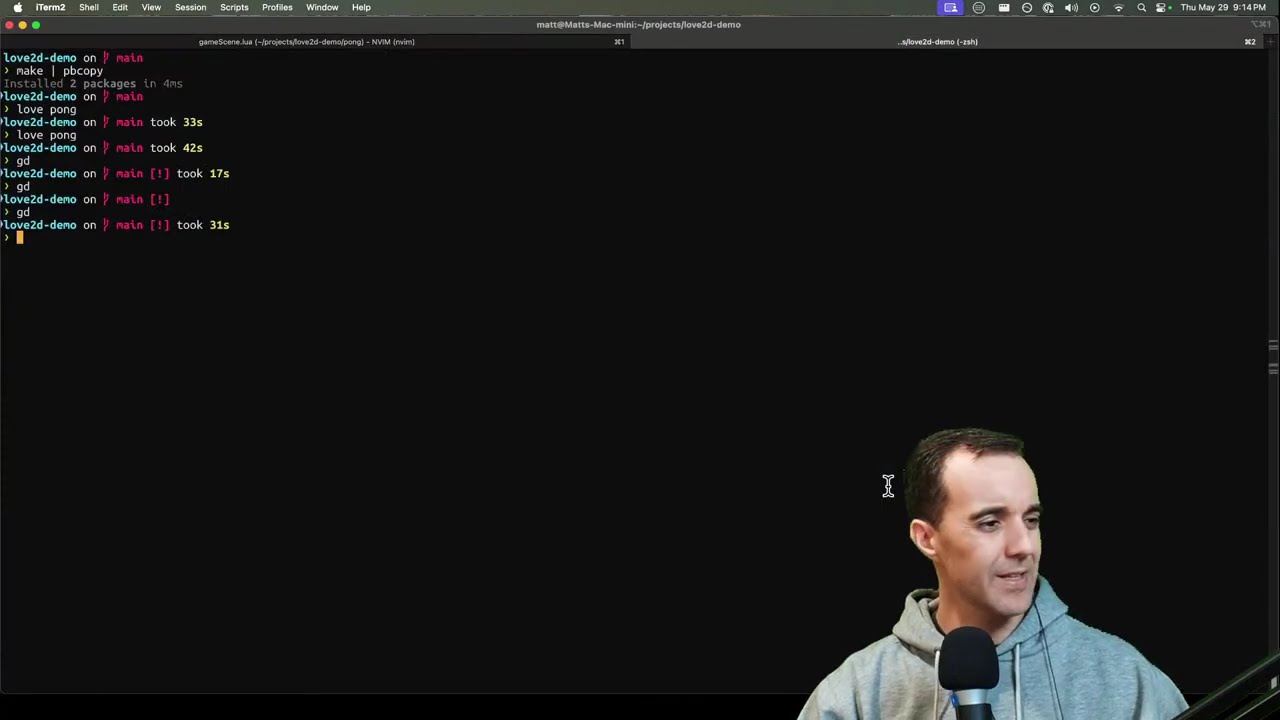 iTerm2 Shell Edit View Session Scripts Profiles Window Help Thu May 29 9:14 PM
matt@Matts-Mac-mini:~/projects/love2d-demo ⌥⌘1
gameScene.lua (~/projects/love2d-demo/pong) - NVIM (nvim) ⌘1 ..s/love2d-demo (-zsh) ⌘2
love2d-demo on main
❯ make | pbcopy
Installed 2 packages in 4ms
love2d-demo on main
❯ love pong
love2d-demo on main took 33s
❯ love pong
love2d-demo on main took 42s
❯ gd
love2d-demo on main [!] took 17s
❯ gd
love2d-demo on main [!]
❯ gd
love2d-demo on main [!] took 31s
❯